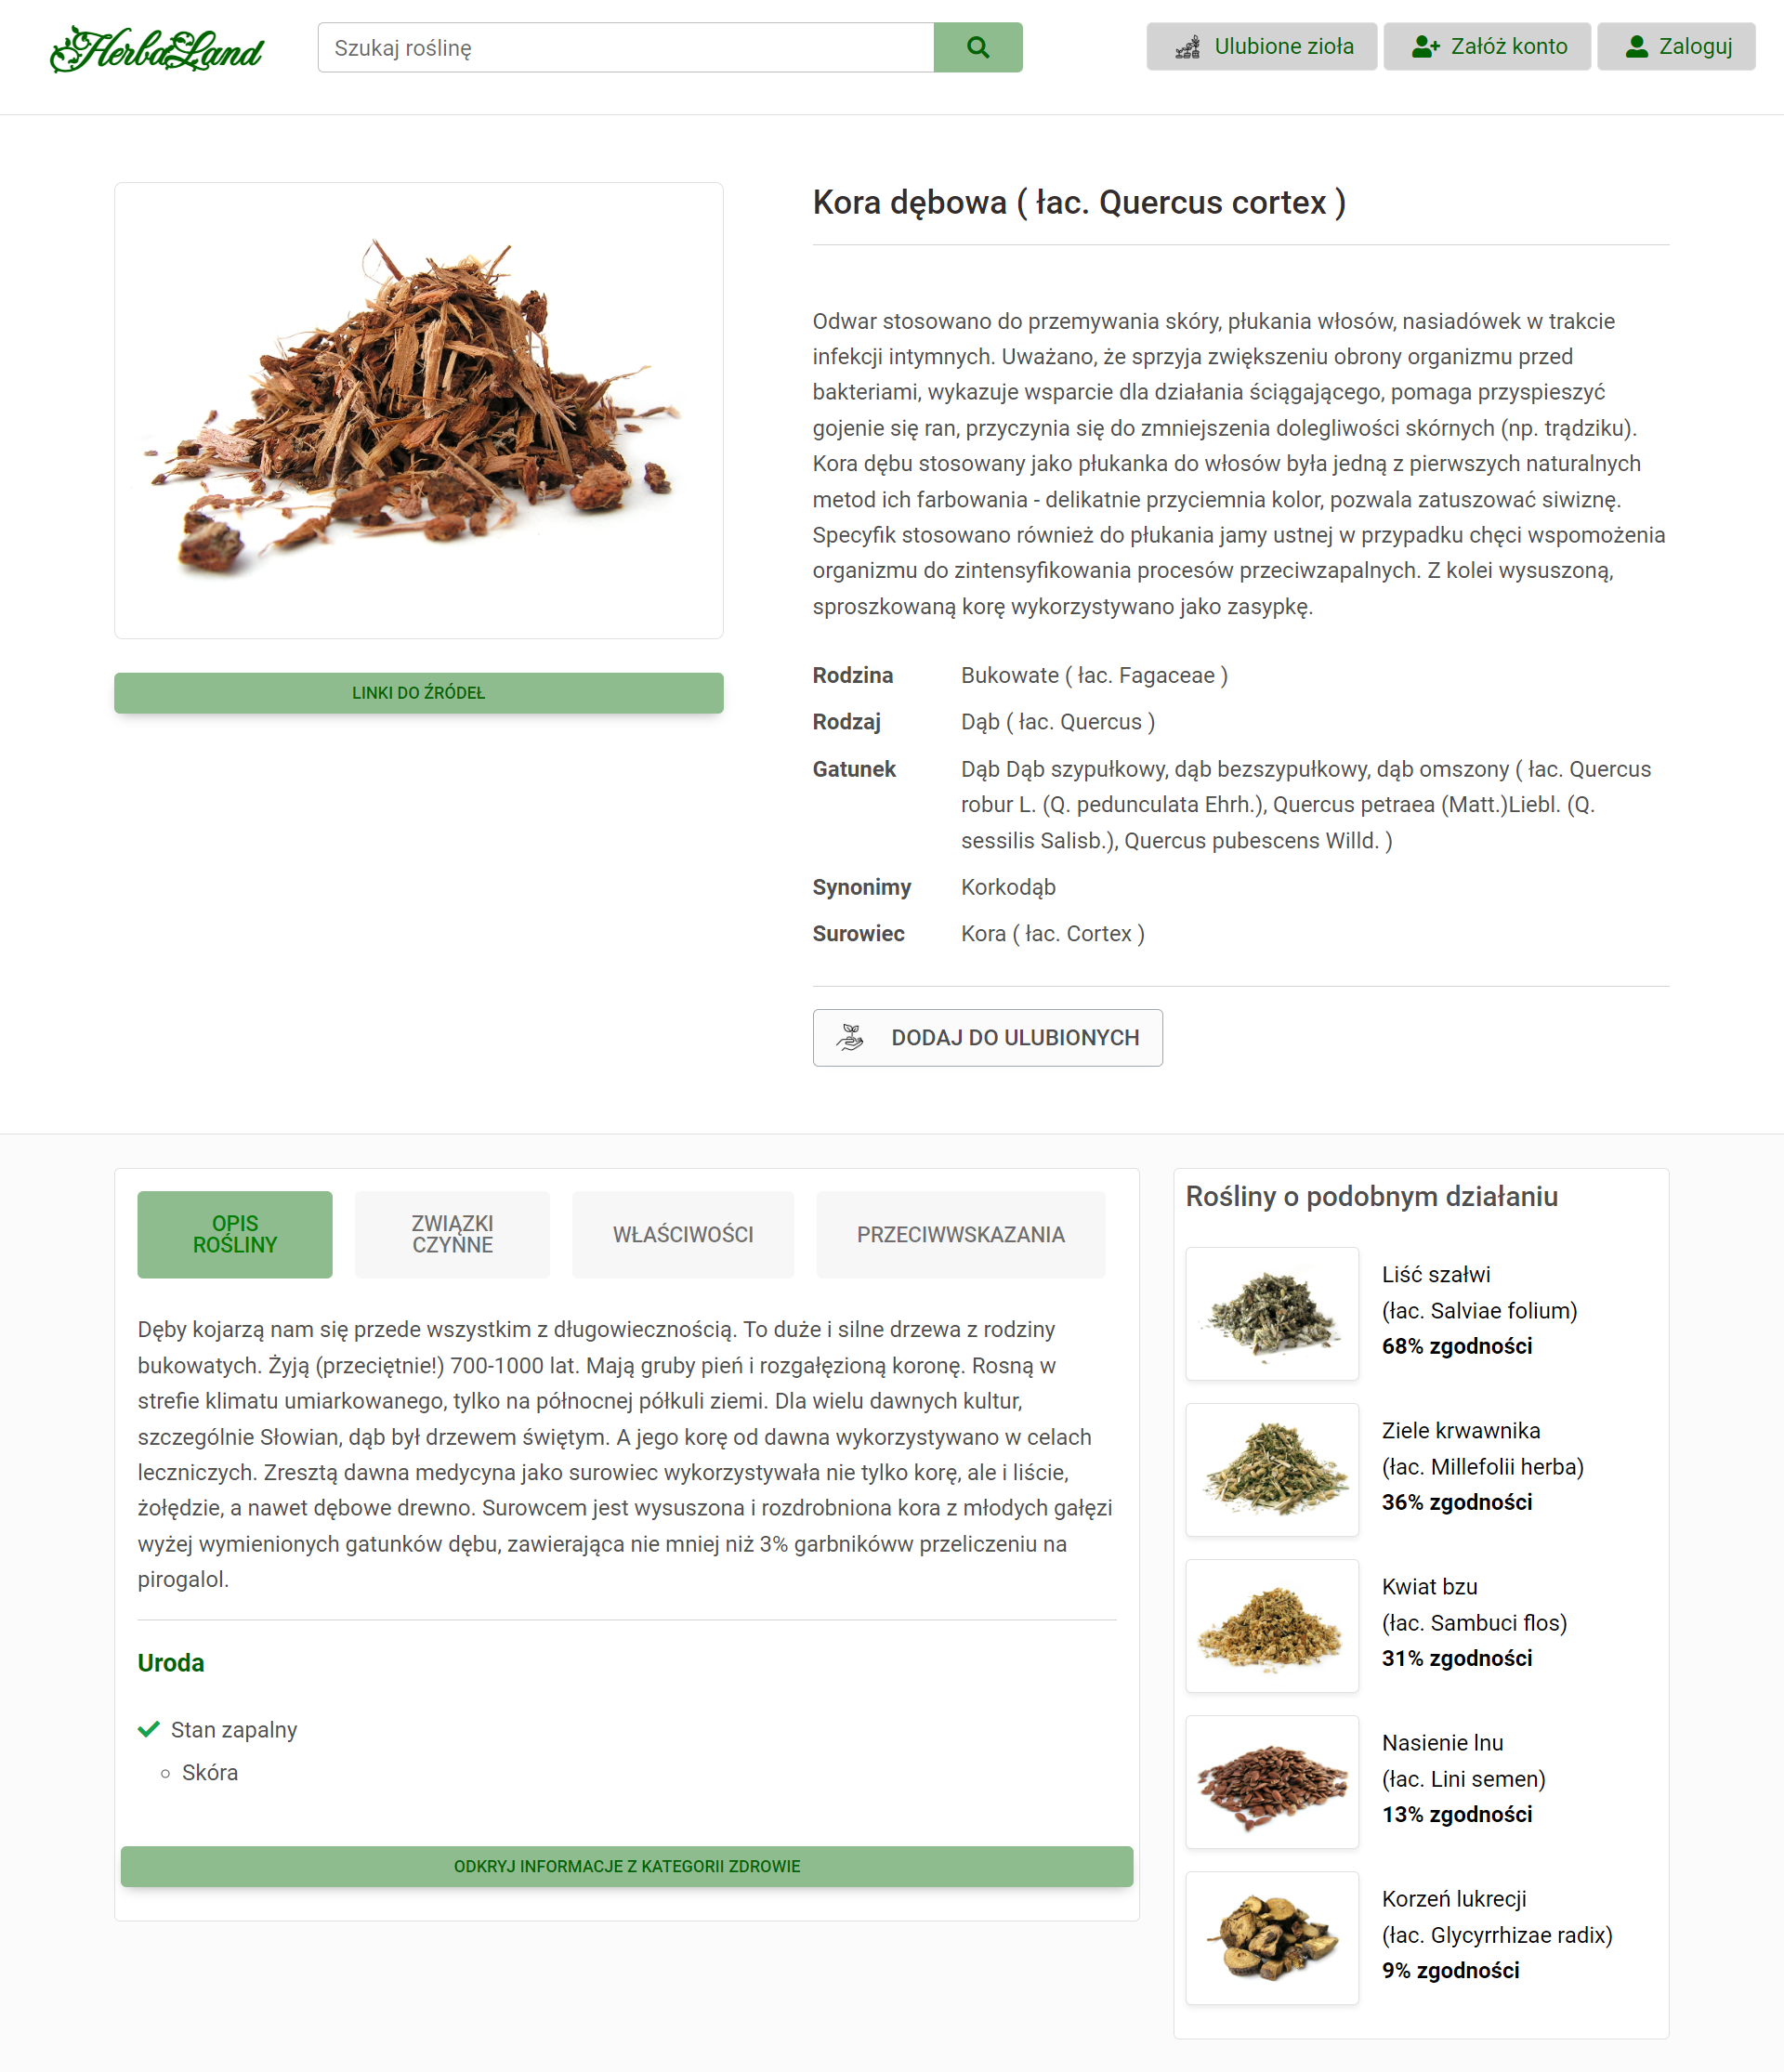 HerbaLand
Szukaj roślinę
Ulubione zioła
Załóż konto
Zaloguj
Kora dębowa ( łac. Quercus cortex )
Odwar stosowano do przemywania skóry, płukania włosów, nasiadówek w trakcie
infekcji intymnych. Uważano, że sprzyja zwiększeniu obrony organizmu przed
bakteriami, wykazuje wsparcie dla działania ściągającego, pomaga przyspieszyć
gojenie się ran, przyczynia się do zmniejszenia dolegliwości skórnych (np. trądziku).
Kora dębu stosowany jako płukanka do włosów była jedną z pierwszych naturalnych
metod ich farbowania - delikatnie przyciemnia kolor, pozwala zatuszować siwiznę.
Specyfik stosowano również do płukania jamy ustnej w przypadku chęci wspomożenia
organizmu do zintensyfikowania procesów przeciwzapalnych. Z kolei wysuszoną,
sproszkowaną korę wykorzystywano jako zasypkę.
LINKI DO ŹRÓDEŁ
Rodzina Bukowate ( łac. Fagaceae )
Rodzaj Dąb ( łac. Quercus )
Gatunek Dąb Dąb szypułkowy, dąb bezszypułkowy, dąb omszony ( łac. Quercus
robur L. (Q. pedunculata Ehrh.), Quercus petraea (Matt.)Liebl. (Q.
sessilis Salisb.), Quercus pubescens Willd. )
Synonimy Korkodąb
Surowiec Kora ( łac. Cortex )
DODAJ DO ULUBIONYCH
OPIS
ROŚLINY
ZWIĄZKI
CZYNNE
WŁAŚCIWOŚCI
PRZECIWWSKAZANIA
Dęby kojarzą nam się przede wszystkim z długowiecznością. To duże i silne drzewa z rodziny
bukowatych. Żyją (przeciętnie!) 700-1000 lat. Mają gruby pień i rozgałęzioną koronę. Rosną w
strefie klimatu umiarkowanego, tylko na północnej półkuli ziemi. Dla wielu dawnych kultur,
szczególnie Słowian, dąb był drzewem świętym. A jego korę od dawna wykorzystywano w celach
leczniczych. Zresztą dawna medycyna jako surowiec wykorzystywała nie tylko korę, ale i liście,
żołędzie, a nawet dębowe drewno. Surowcem jest wysuszona i rozdrobniona kora z młodych gałęzi
wyżej wymienionych gatunków dębu, zawierająca nie mniej niż 3% garbnikóww przeliczeniu na
pirogalol.
Uroda
Stan zapalny
Skóra
ODKRYJ INFORMACJE Z KATEGORII ZDROWIE
Rośliny o podobnym działaniu
Liść szałwi
(łac. Salviae folium)
68% zgodności
Ziele krwawnika
(łac. Millefolii herba)
36% zgodności
Kwiat bzu
(łac. Sambuci flos)
31% zgodności
Nasienie lnu
(łac. Lini semen)
13% zgodności
Korzeń lukrecji
(łac. Glycyrrhizae radix)
9% zgodności